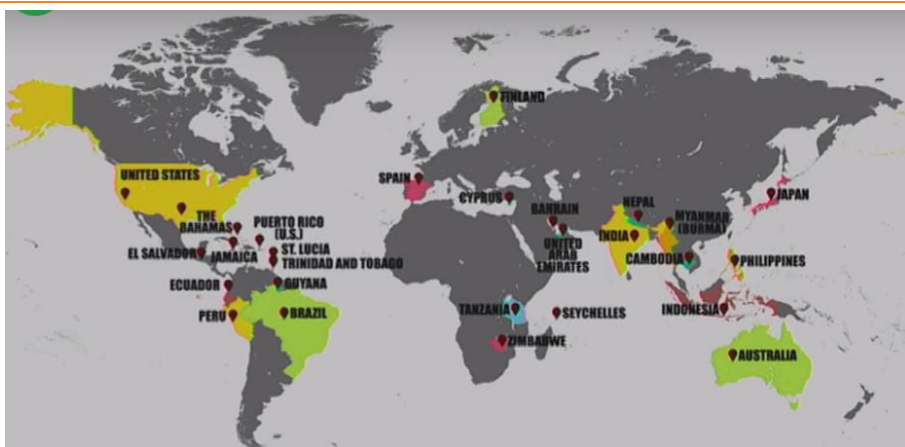 FINLAND
UNITED STATES
SPAIN
CYPRUS
JAPAN
NEPAL
BAHRAIN
THE
BAHAMAS
PUERTO RICO
(U.S.)
MYANMAR
(BURMA)
INDIA
UNITED
ARAB
EMIRATES
EL SALVADOR
JAMAICA
ST. LUCIA
TRINIDAD AND TOBAGO
CAMBODIA
PHILIPPINES
ECUADOR
GUYANA
PERU
BRAZIL
TANZANIA
SEYCHELLES
INDONESIA
ZIMBABWE
AUSTRALIA